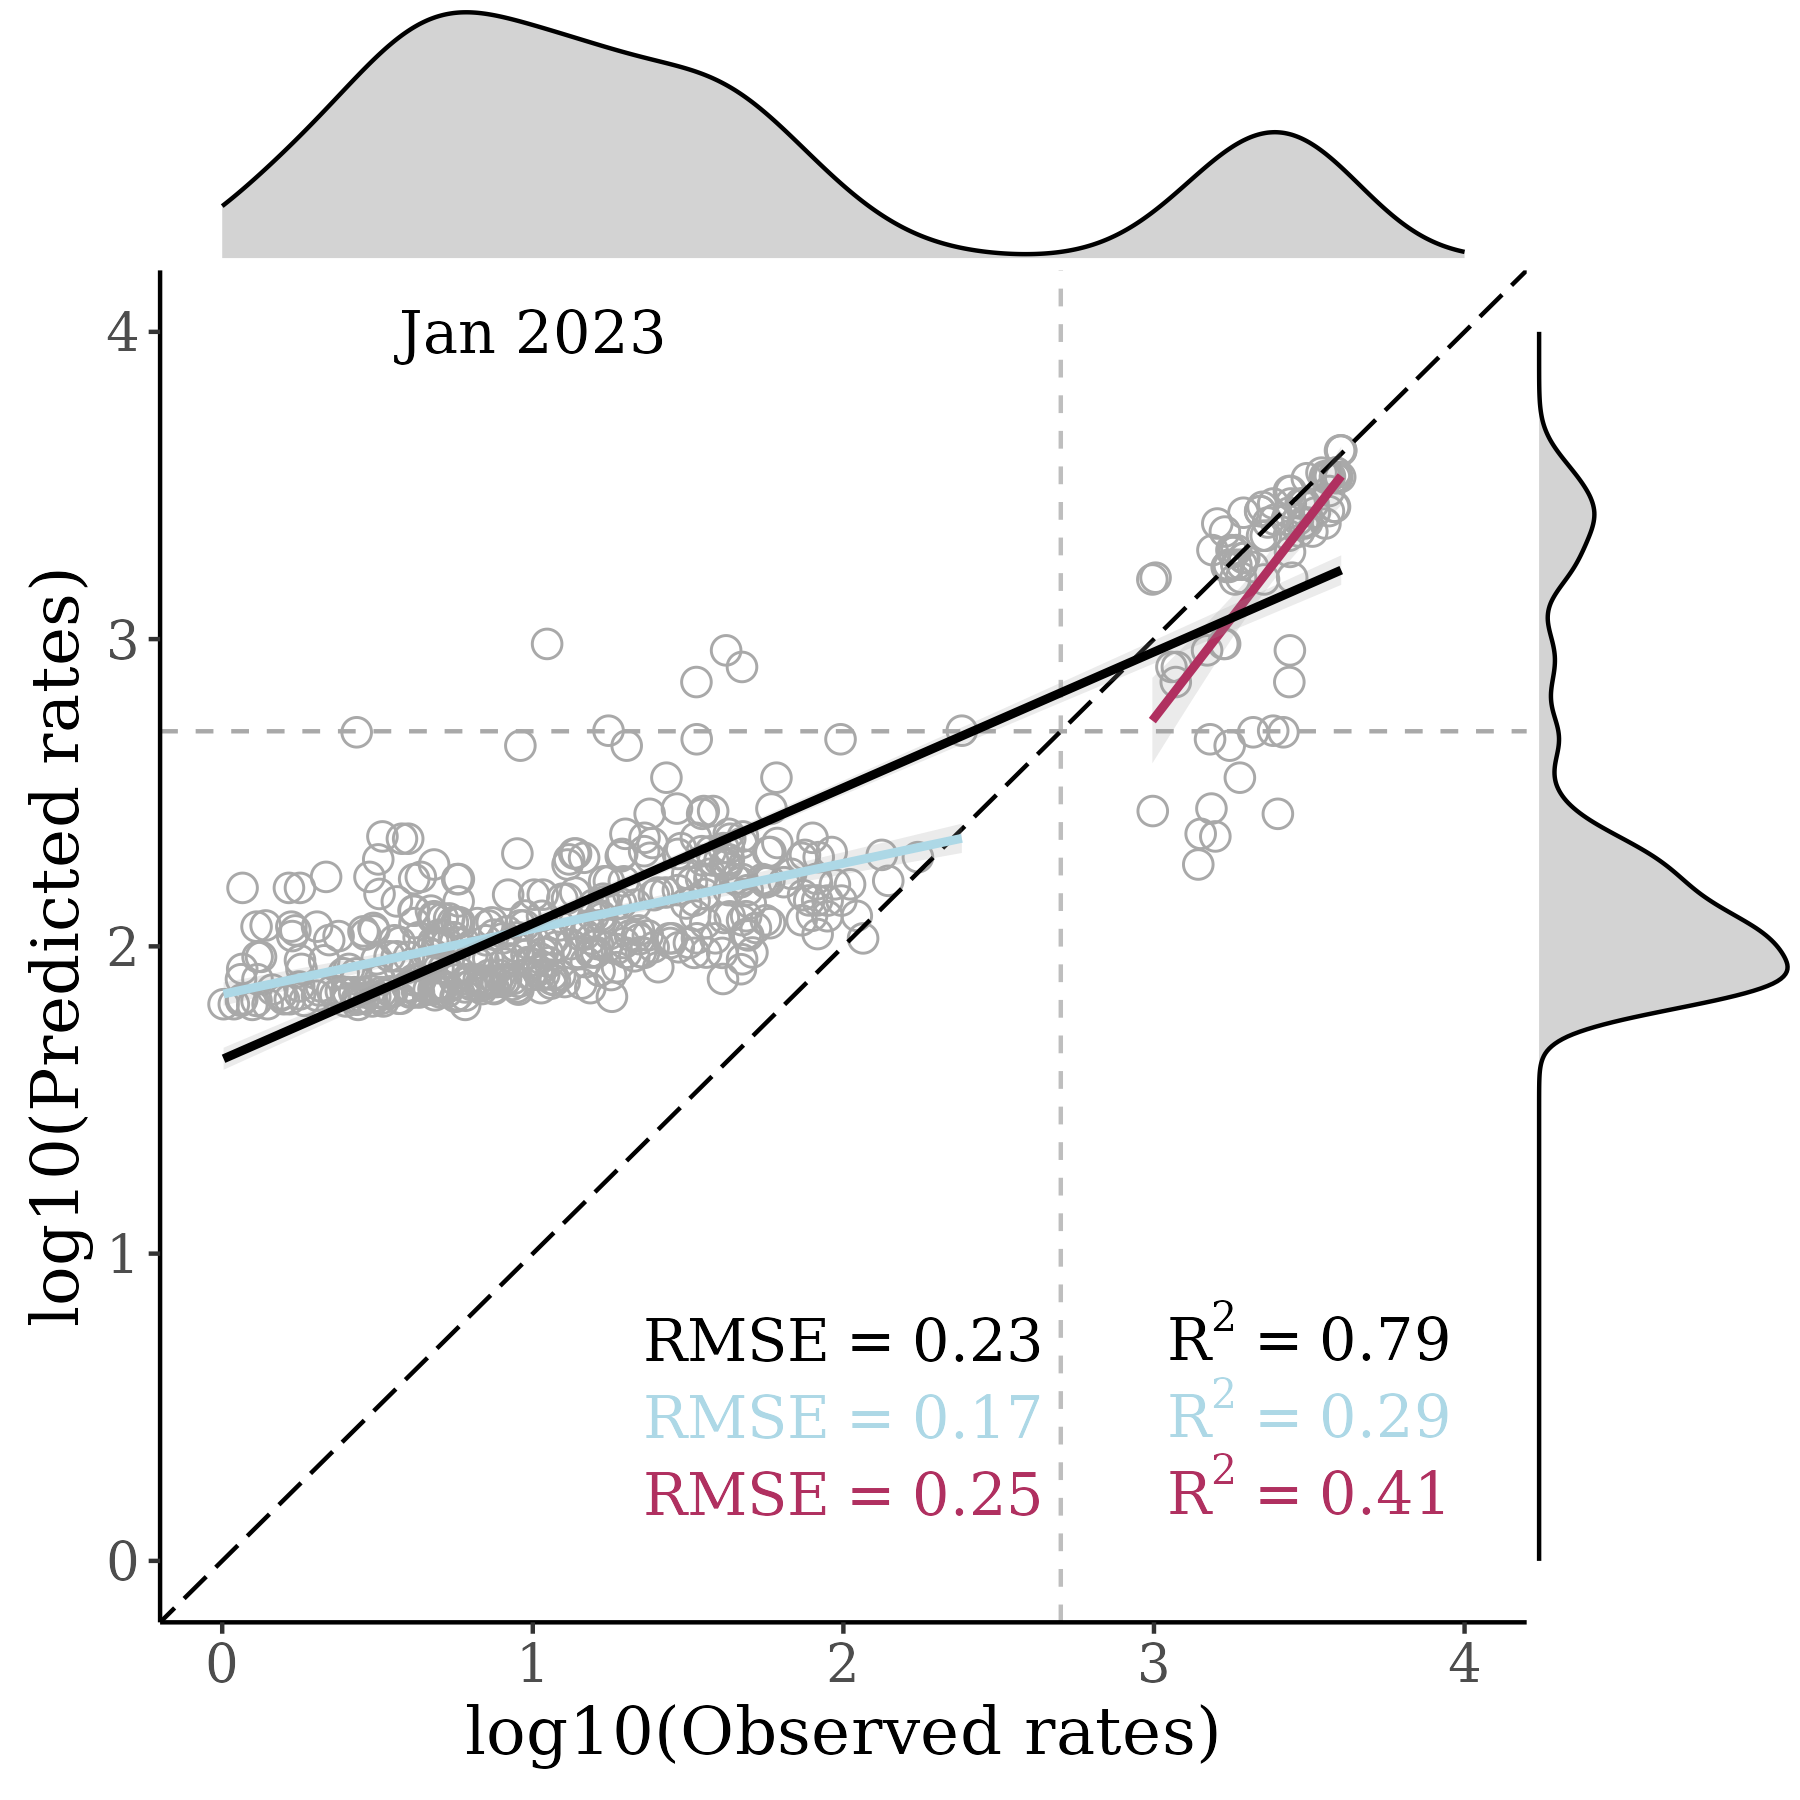 Jan 2023
4
3
2
1
0
log10(Predicted rates)
RMSE = 0.23 R² = 0.79
RMSE = 0.17 R² = 0.29
RMSE = 0.25 R² = 0.41
0 1 2 3 4
log10(Observed rates)